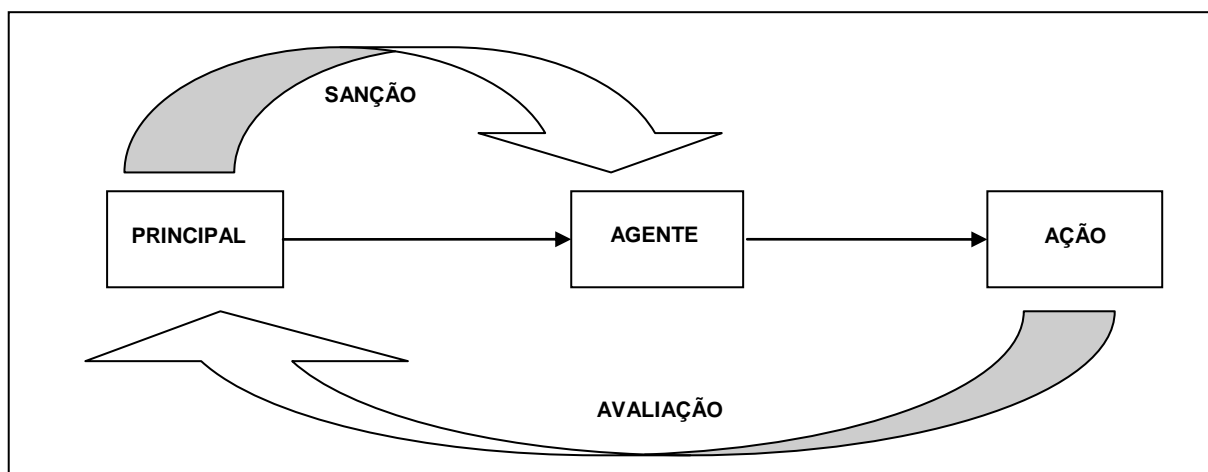 SANÇÃO
PRINCIPAL
AGENTE
AÇÃO
AVALIAÇÃO